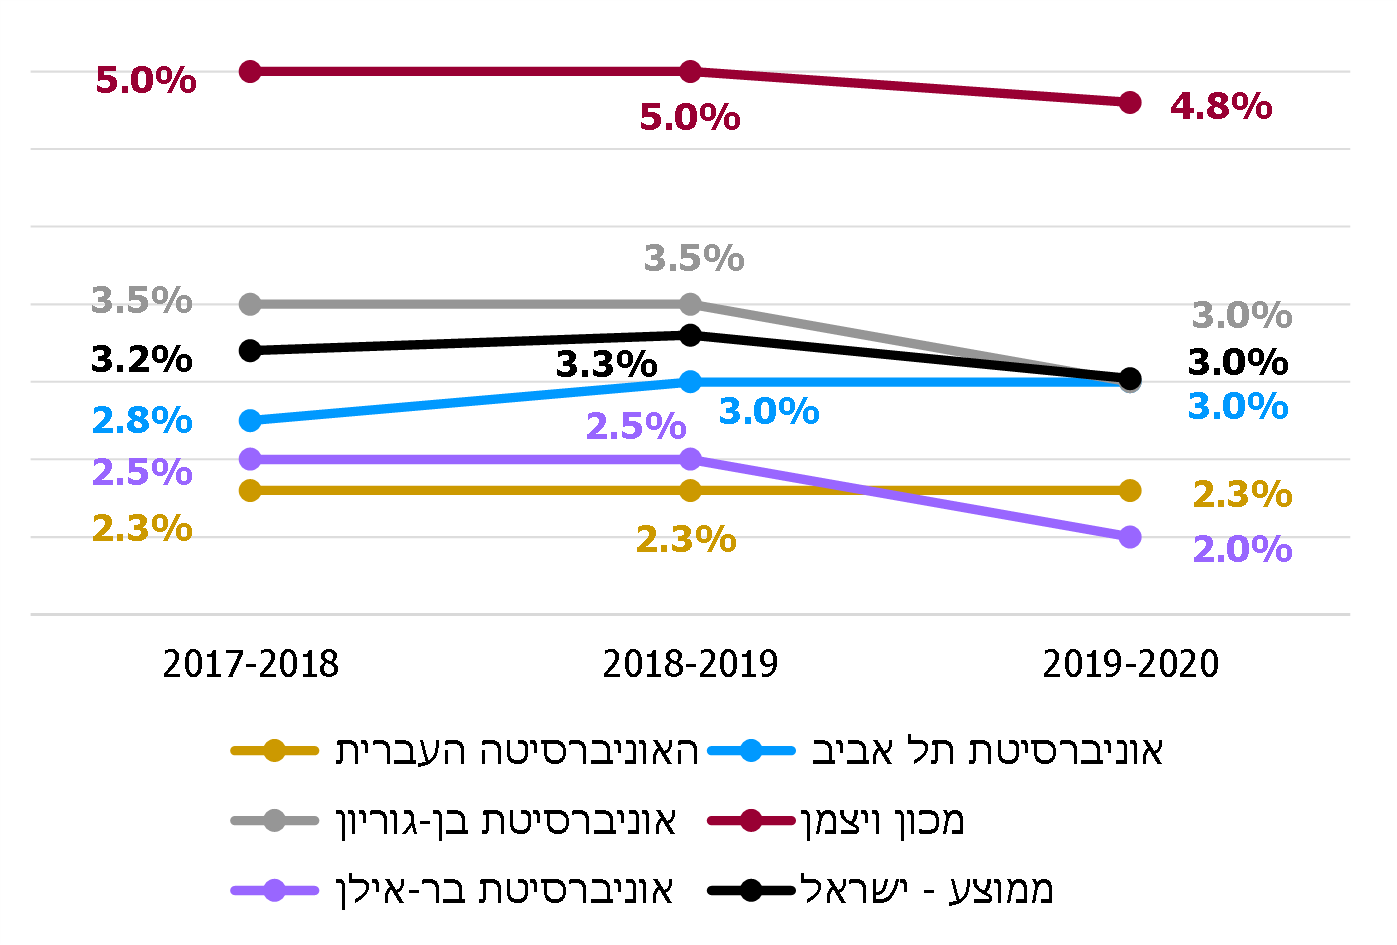 5.0%
5.0%
4.8%
3.5%
3.5%
3.0%
3.2%
3.3%
3.0%
2.8%
3.0%
3.0%
2.5%
2.5%
2.3%
2.3%
2.3%
2.0%
2017-2018 2018-2019 2019-2020
האוניברסיטה העברית
אוניברסיטת תל אביב
אוניברסיטת בן-גוריון
מכון ויצמן
אוניברסיטת בר-אילן
ממוצע - ישראל